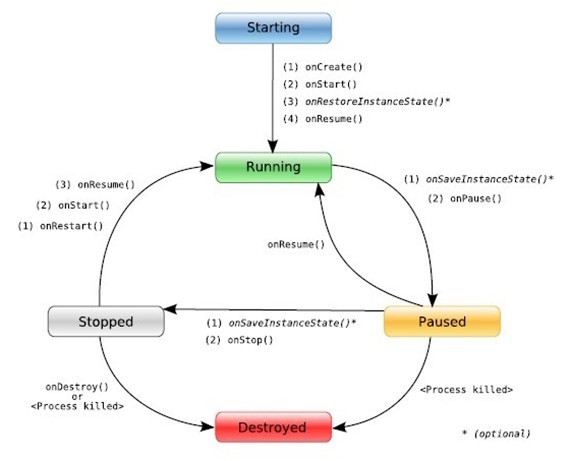 Starting
(1) onCreate()
(2) onStart()
(3) onRestoreInstanceState()*
(4) onResume()
Running
(3) onResume()
(2) onStart()
(1) onRestart()
(1) onSaveInstanceState()*
(2) onPause()
onResume()
Stopped
(1) onSaveInstanceState()*
(2) onStop()
Paused
onDestroy()
or
<Process killed>
<Process killed>
Destroyed
* (optional)